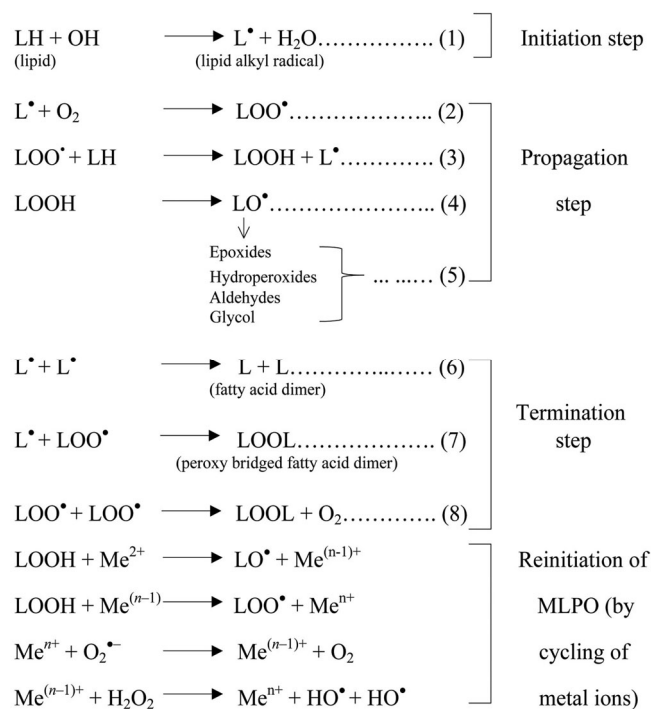 LH + OH ⟶ L• + H₂O………………. (1) Initiation step
(lipid) (lipid alkyl radical)
L• + O₂ ⟶ LOO•……………….. (2)
LOO• + LH ⟶ LOOH + L•………….. (3) Propagation
LOOH ⟶ LO•………………….. (4) step
↓
Epoxides
Hydroperoxides ... ...… (5)
Aldehydes
Glycol
L• + L• ⟶ L + L………...…… (6)
(fatty acid dimer)
Termination
L• + LOO• ⟶ LOOL……………. (7) step
(peroxy bridged fatty acid dimer)
LOO• + LOO• ⟶ LOOL + O₂………. (8)
LOOH + Me²⁺ ⟶ LO• + Me⁽ⁿ⁻¹⁾⁺ Reinitiation of
LOOH + Me⁽ⁿ⁻¹⁾ ⟶ LOO• + Meⁿ⁺ MLPO (by
Meⁿ⁺ + O₂•⁻ ⟶ Me⁽ⁿ⁻¹⁾⁺ + O₂ cycling of
Me⁽ⁿ⁻¹⁾⁺ + H₂O₂ ⟶ Meⁿ⁺ + HO• + HO• metal ions)